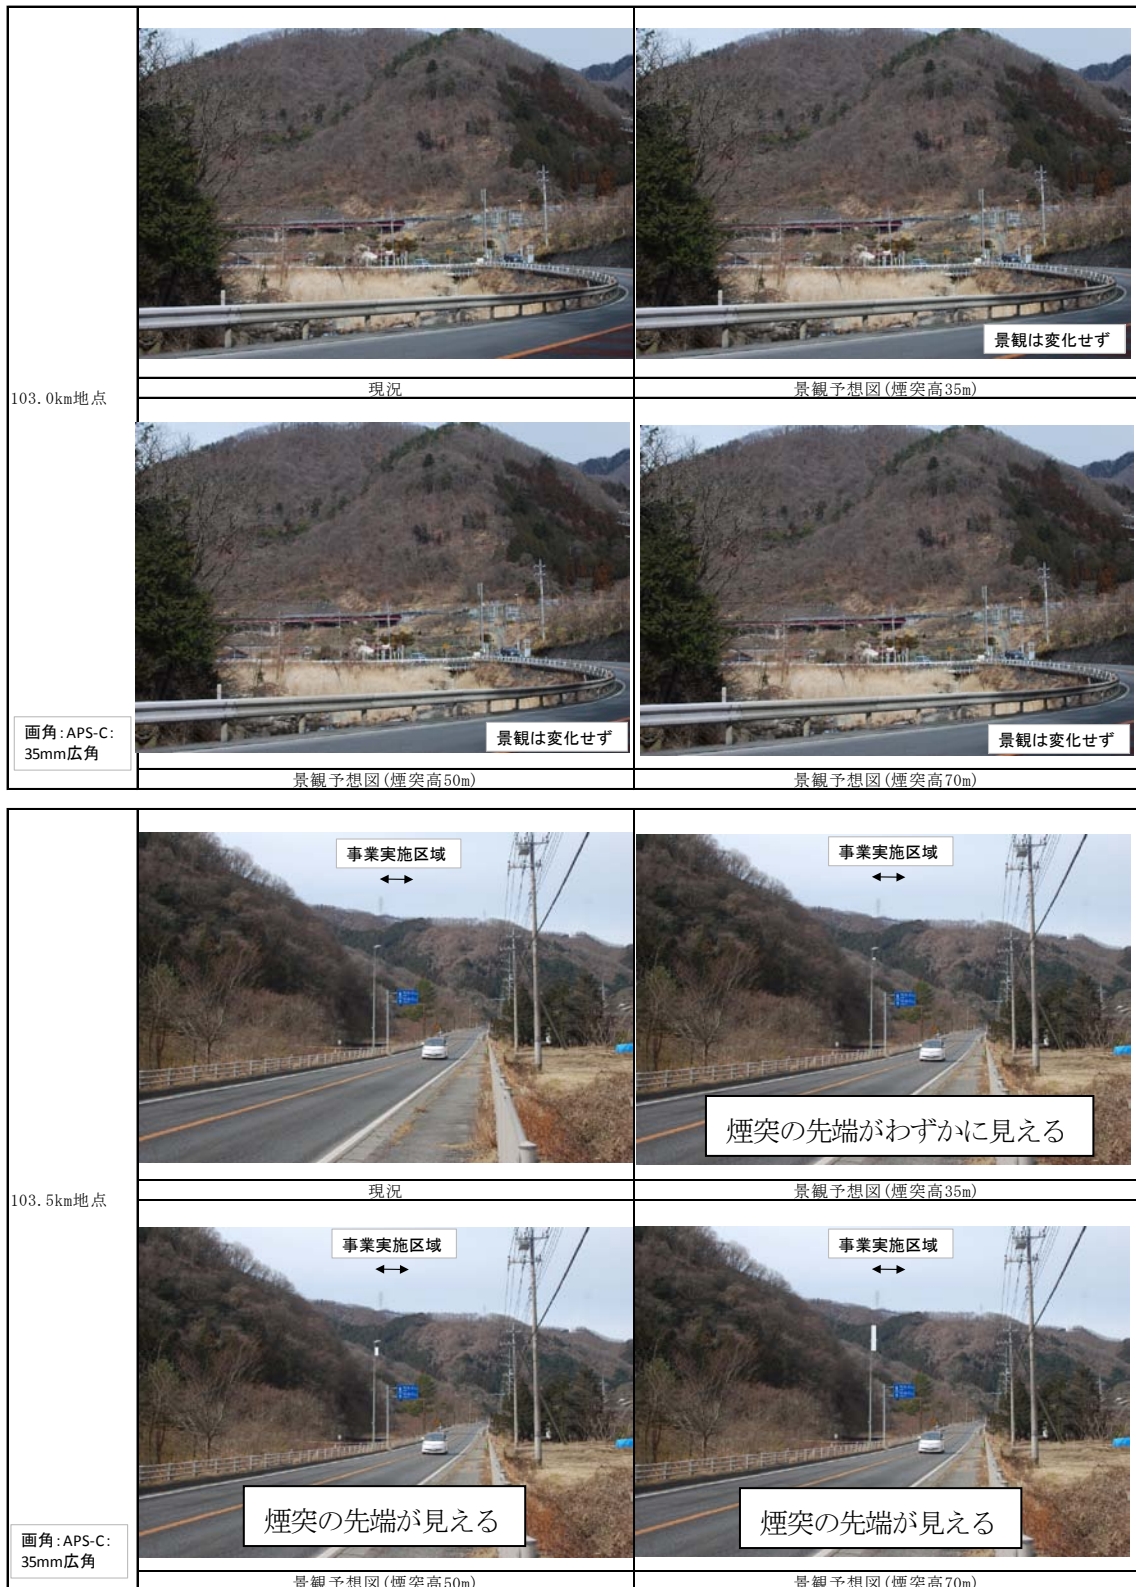 景観は変化せず
現況
景観予想図(煙突高35m)
103.0km地点
景観は変化せず
景観は変化せず
画角:APS-C:
35mm広角
景観予想図(煙突高50m)
景観予想図(煙突高70m)
事業実施区域
事業実施区域
煙突の先端がわずかに見える
現況
景観予想図(煙突高35m)
103.5km地点
事業実施区域
事業実施区域
煙突の先端が見える
煙突の先端が見える
画角:APS-C:
35mm広角
景観予想図(煙突高50m)
景観予想図(煙突高70m)